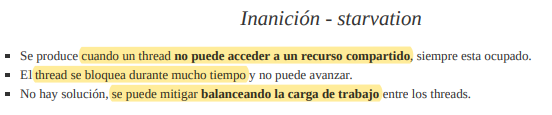 Inanición - starvation
▪ Se produce cuando un thread no puede acceder a un recurso compartido, siempre esta ocupado.
▪ El thread se bloquea durante mucho tiempo y no puede avanzar.
▪ No hay solución, se puede mitigar balanceando la carga de trabajo entre los threads.